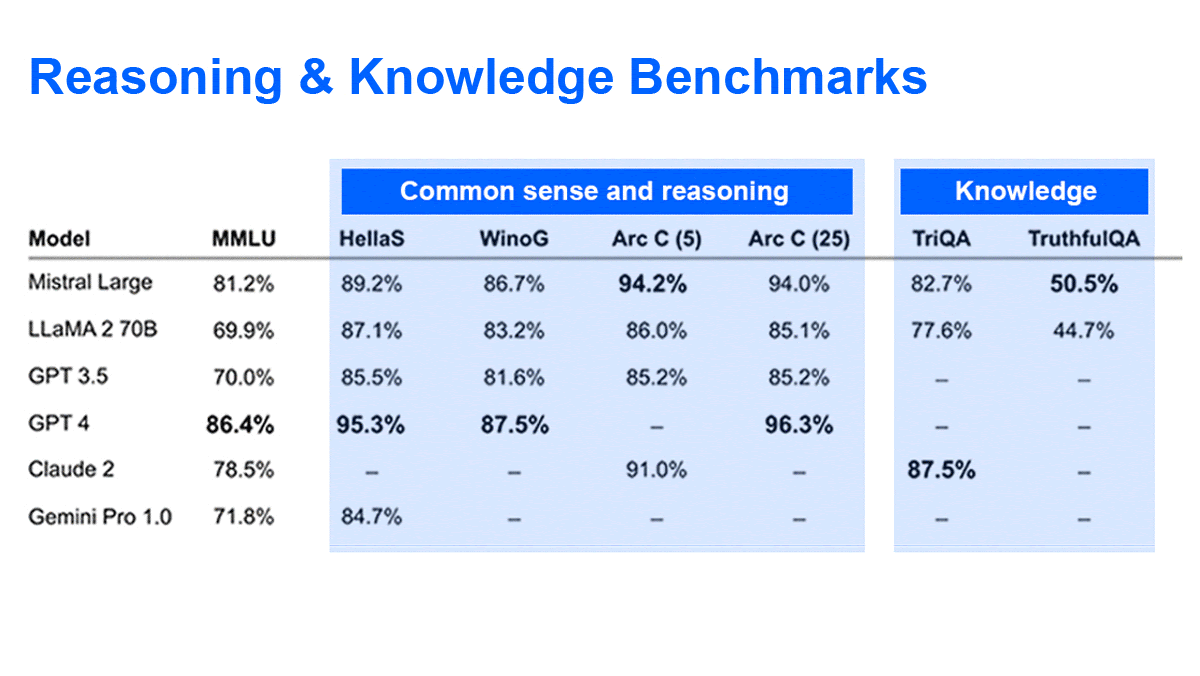 Reasoning & Knowledge Benchmarks
Common sense and reasoning Knowledge
Model MMLU HellaS WinoG Arc C (5) Arc C (25) TriQA TruthfulQA
Mistral Large 81.2% 89.2% 86.7% 94.2% 94.0% 82.7% 50.5%
LLaMA 2 70B 69.9% 87.1% 83.2% 86.0% 85.1% 77.6% 44.7%
GPT 3.5 70.0% 85.5% 81.6% 85.2% 85.2% – –
GPT 4 86.4% 95.3% 87.5% – 96.3% – –
Claude 2 78.5% – – 91.0% – 87.5% –
Gemini Pro 1.0 71.8% 84.7% – – – – –